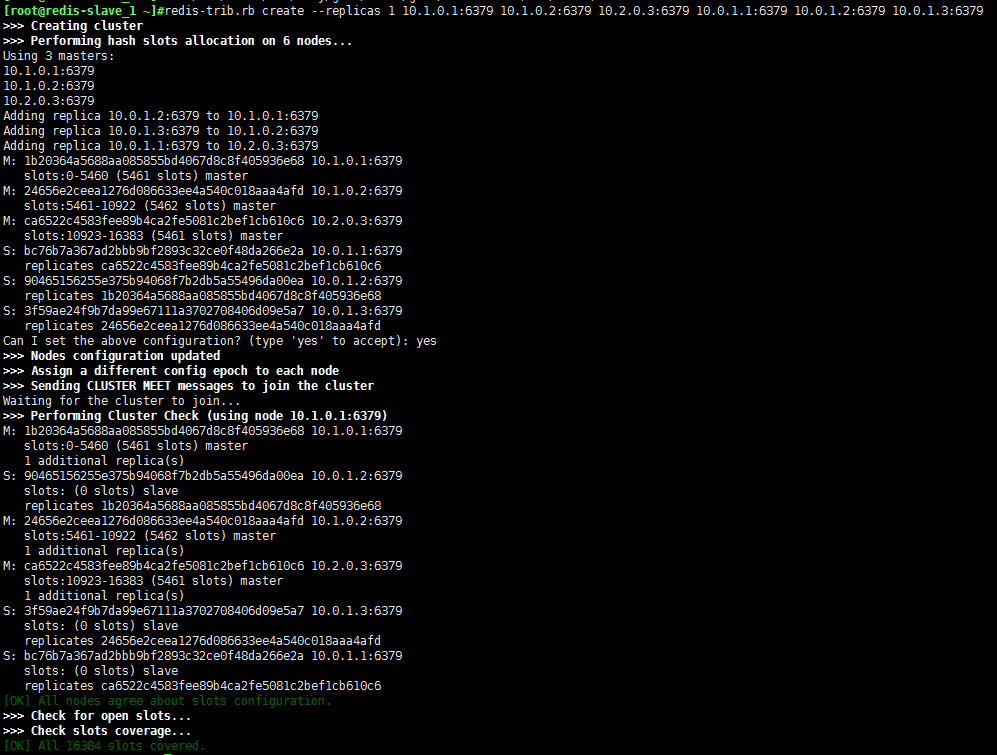 [root@redis-slave_1 ~]#redis-trib.rb create --replicas 1 10.1.0.1:6379 10.1.0.2:6379 10.2.0.3:6379 10.0.1.1:6379 10.0.1.2:6379 10.0.1.3:6379
>>> Creating cluster
>>> Performing hash slots allocation on 6 nodes...
Using 3 masters:
10.1.0.1:6379
10.1.0.2:6379
10.2.0.3:6379
Adding replica 10.0.1.2:6379 to 10.1.0.1:6379
Adding replica 10.0.1.3:6379 to 10.1.0.2:6379
Adding replica 10.0.1.1:6379 to 10.2.0.3:6379
M: 1b20364a5688aa085855bd4067d8c8f405936e68 10.1.0.1:6379
   slots:0-5460 (5461 slots) master
M: 24656e2ceea1276d086633ee4a540c018aaa4afd 10.1.0.2:6379
   slots:5461-10922 (5462 slots) master
M: ca6522c4583fee89b4ca2fe5081c2bef1cb610c6 10.2.0.3:6379
   slots:10923-16383 (5461 slots) master
S: bc76b7a367ad2bbb9bf2893c32ce0f48da266e2a 10.0.1.1:6379
   replicates ca6522c4583fee89b4ca2fe5081c2bef1cb610c6
S: 90465156255e375b94068f7b2db5a55496da00ea 10.0.1.2:6379
   replicates 1b20364a5688aa085855bd4067d8c8f405936e68
S: 3f59ae24f9b7da99e67111a3702708406d09e5a7 10.0.1.3:6379
   replicates 24656e2ceea1276d086633ee4a540c018aaa4afd
Can I set the above configuration? (type 'yes' to accept): yes
>>> Nodes configuration updated
>>> Assign a different config epoch to each node
>>> Sending CLUSTER MEET messages to join the cluster
Waiting for the cluster to join...
>>> Performing Cluster Check (using node 10.1.0.1:6379)
M: 1b20364a5688aa085855bd4067d8c8f405936e68 10.1.0.1:6379
   slots:0-5460 (5461 slots) master
   1 additional replica(s)
S: 90465156255e375b94068f7b2db5a55496da00ea 10.0.1.2:6379
   slots: (0 slots) slave
   replicates 1b20364a5688aa085855bd4067d8c8f405936e68
M: 24656e2ceea1276d086633ee4a540c018aaa4afd 10.1.0.2:6379
   slots:5461-10922 (5462 slots) master
   1 additional replica(s)
M: ca6522c4583fee89b4ca2fe5081c2bef1cb610c6 10.2.0.3:6379
   slots:10923-16383 (5461 slots) master
   1 additional replica(s)
S: 3f59ae24f9b7da99e67111a3702708406d09e5a7 10.0.1.3:6379
   slots: (0 slots) slave
   replicates 24656e2ceea1276d086633ee4a540c018aaa4afd
S: bc76b7a367ad2bbb9bf2893c32ce0f48da266e2a 10.0.1.1:6379
   slots: (0 slots) slave
   replicates ca6522c4583fee89b4ca2fe5081c2bef1cb610c6
[OK] All nodes agree about slots configuration.
>>> Check for open slots...
>>> Check slots coverage...
[OK] All 16384 slots covered.